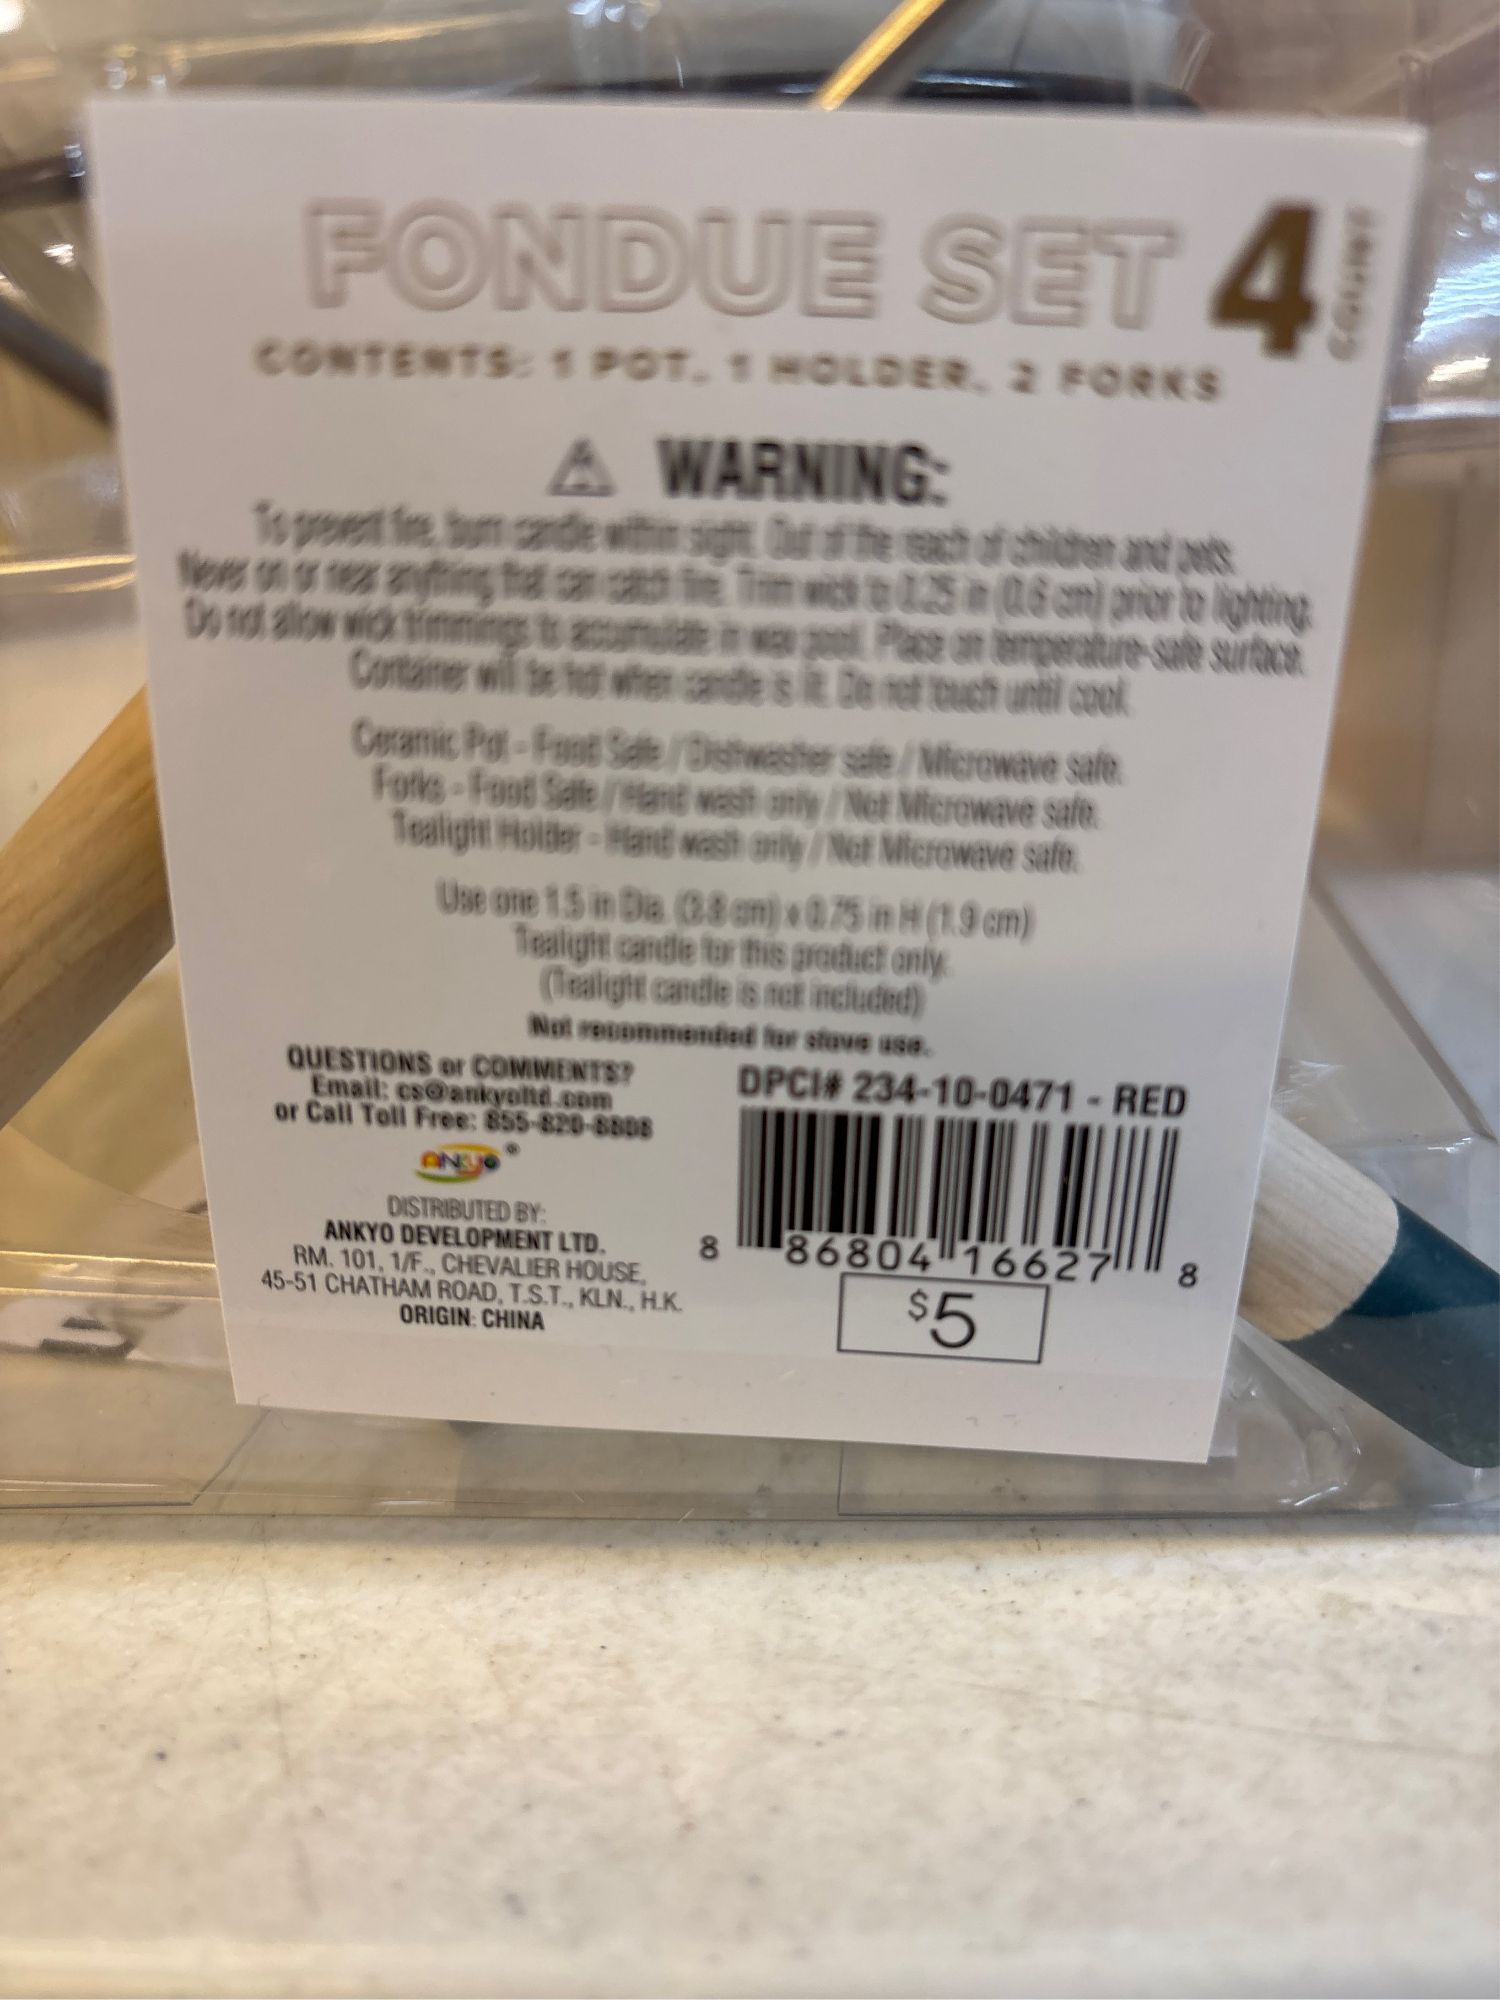 FONDUE SET 4 COUNT
CONTENTS: 1 POT, 1 HOLDER, 2 FORKS
WARNING:
To prevent fire, burn candle within sight. Out of the reach of children and pets.
Never on or near anything that can catch fire. Trim wick to 0.25 in (0.6 cm) prior to lighting.
Do not allow wick trimmings to accumulate in wax pool. Place on temperature-safe surface.
Container will be hot when candle is lit. Do not touch until cool.
Ceramic Pot - Food Safe / Dishwasher safe / Microwave safe.
Forks - Food Safe / Hand wash only / Not Microwave safe.
Tealight Holder - Hand wash only / Not Microwave safe.
Use one 1.5 in Dia. (3.8 cm) x 0.75 in H (1.9 cm)
Tealight candle for this product only.
(Tealight candle is not included)
Not recommended for stove use.
QUESTIONS or COMMENTS?
Email: cs@ankyoltd.com
or Call Toll Free: 855-820-8808
ANKYO®
DISTRIBUTED BY:
ANKYO DEVELOPMENT LTD.
RM. 101, 1/F., CHEVALIER HOUSE,
45-51 CHATHAM ROAD, T.S.T., KLN., H.K.
ORIGIN: CHINA
DPCI# 234-10-0471 - RED
8 86804 16627 8
$5